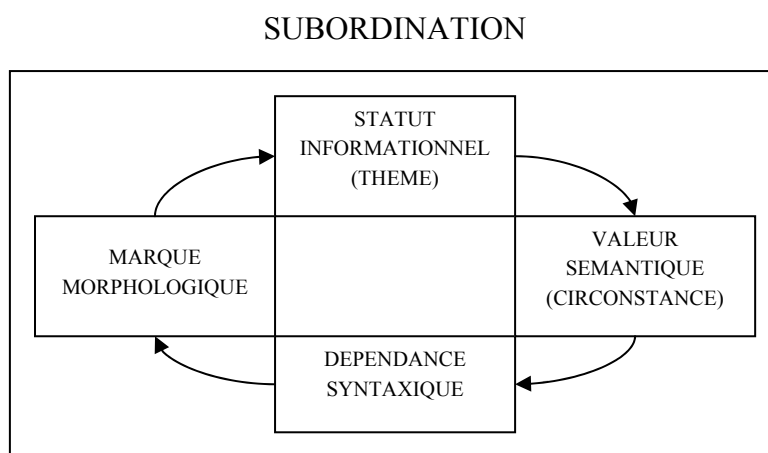 SUBORDINATION
STATUT
INFORMATIONNEL
(THEME)
MARQUE
MORPHOLOGIQUE
VALEUR
SEMANTIQUE
(CIRCONSTANCE)
DEPENDANCE
SYNTAXIQUE